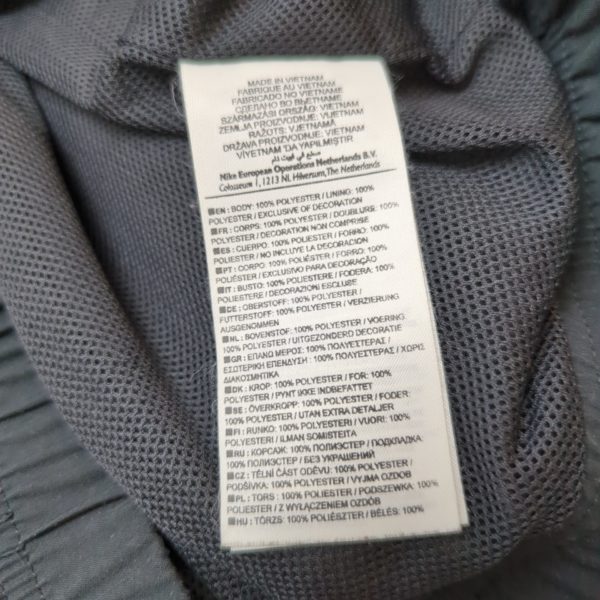 MADE IN VIETNAM
FABRIQUE AU VIETNAM
FABRICADO NO VIETNAME
СДЕЛАНО ВО ВЬЕТНАМЕ
SZÁRMAZÁSI ORSZÁG: VIETNAM
ZEMLJA PROIZVODNJE: VIJETNAM
RAŽOTS: VJETNAMĀ
DRŽAVA PROIZVODNJE: VIETNAM
VİYETNAM 'DA YAPILMIŞTIR
صنع في فيت نام
Nike European Operations Netherlands B.V.
Colosseum 1, 1213 NL Hilversum, The Netherlands
EN : BODY: 100% POLYESTER / LINING: 100%
POLYESTER / EXCLUSIVE OF DECORATION
FR : CORPS: 100% POLYESTER / DOUBLURE: 100%
POLYESTER / DECORATION NON COMPRISE
ES : CUERPO: 100% POLIÉSTER / FORRO: 100%
POLIÉSTER / NO INCLUYE LA DECORACIÓN
PT : CORPO: 100% POLIÉSTER / FORRO: 100%
POLIÉSTER / EXCLUSIVO PARA DECORAÇÃO
IT : BUSTO: 100% POLIESTERE / FODERA: 100%
POLIESTERE / DECORAZIONI ESCLUSE
DE : OBERSTOFF: 100% POLYESTER /
FUTTERSTOFF: 100% POLYESTER / VERZIERUNG
AUSGENOMMEN
NL : BOVENSTOF: 100% POLYESTER / VOERING:
100% POLYESTER / UITGEZONDERD DECORATIE
GR : ΕΠΑΝΩ ΜΕΡΟΣ: 100% ΠΟΛΥΕΣΤΕΡΑΣ /
ΕΣΩΤΕΡΙΚΗ ΕΠΕΝΔΥΣΗ : 100% ΠΟΛΥΕΣΤΕΡΑΣ / ΧΩΡΙΣ
ΔΙΑΚΟΣΜΗΤΙΚΑ
DK : KROP: 100% POLYESTER / FOR: 100%
POLYESTER / PYNT IKKE INDBEFATTET
SE : ÖVERKROPP: 100% POLYESTER / FODER:
100% POLYESTER / UTAN EXTRA DETALJER
FI : RUNKO: 100% POLYESTERI / VUORI: 100%
POLYESTERI / ILMAN SOMISTEITA
RU : КОРСАЖ: 100% ПОЛИЭСТЕР / ПОДКЛАДКА:
100% ПОЛИЭСТЕР / БЕЗ УКРАШЕНИЙ
CZ : TĚLNÍ ČÁST ODĚVU: 100% POLYESTER /
PODŠÍVKA: 100% POLYESTER / VYJMA OZDOB
PL : TORS : 100% POLIESTER / PODSZEWKA: 100%
POLIESTER / Z WYŁĄCZENIEM OZDÓB
HU : TÖRZS: 100% POLIÉSZTER / BÉLÉS: 100%